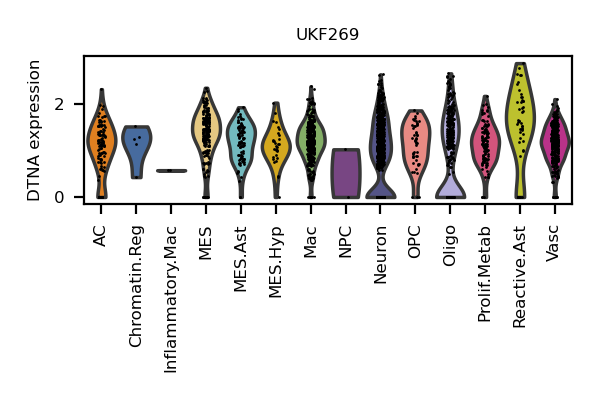 UKF269
DTNA expression
2
0
AC
Chromatin.Reg
Inflammatory.Mac
MES
MES.Ast
MES.Hyp
Mac
NPC
Neuron
OPC
Oligo
Prolif.Metab
Reactive.Ast
Vasc